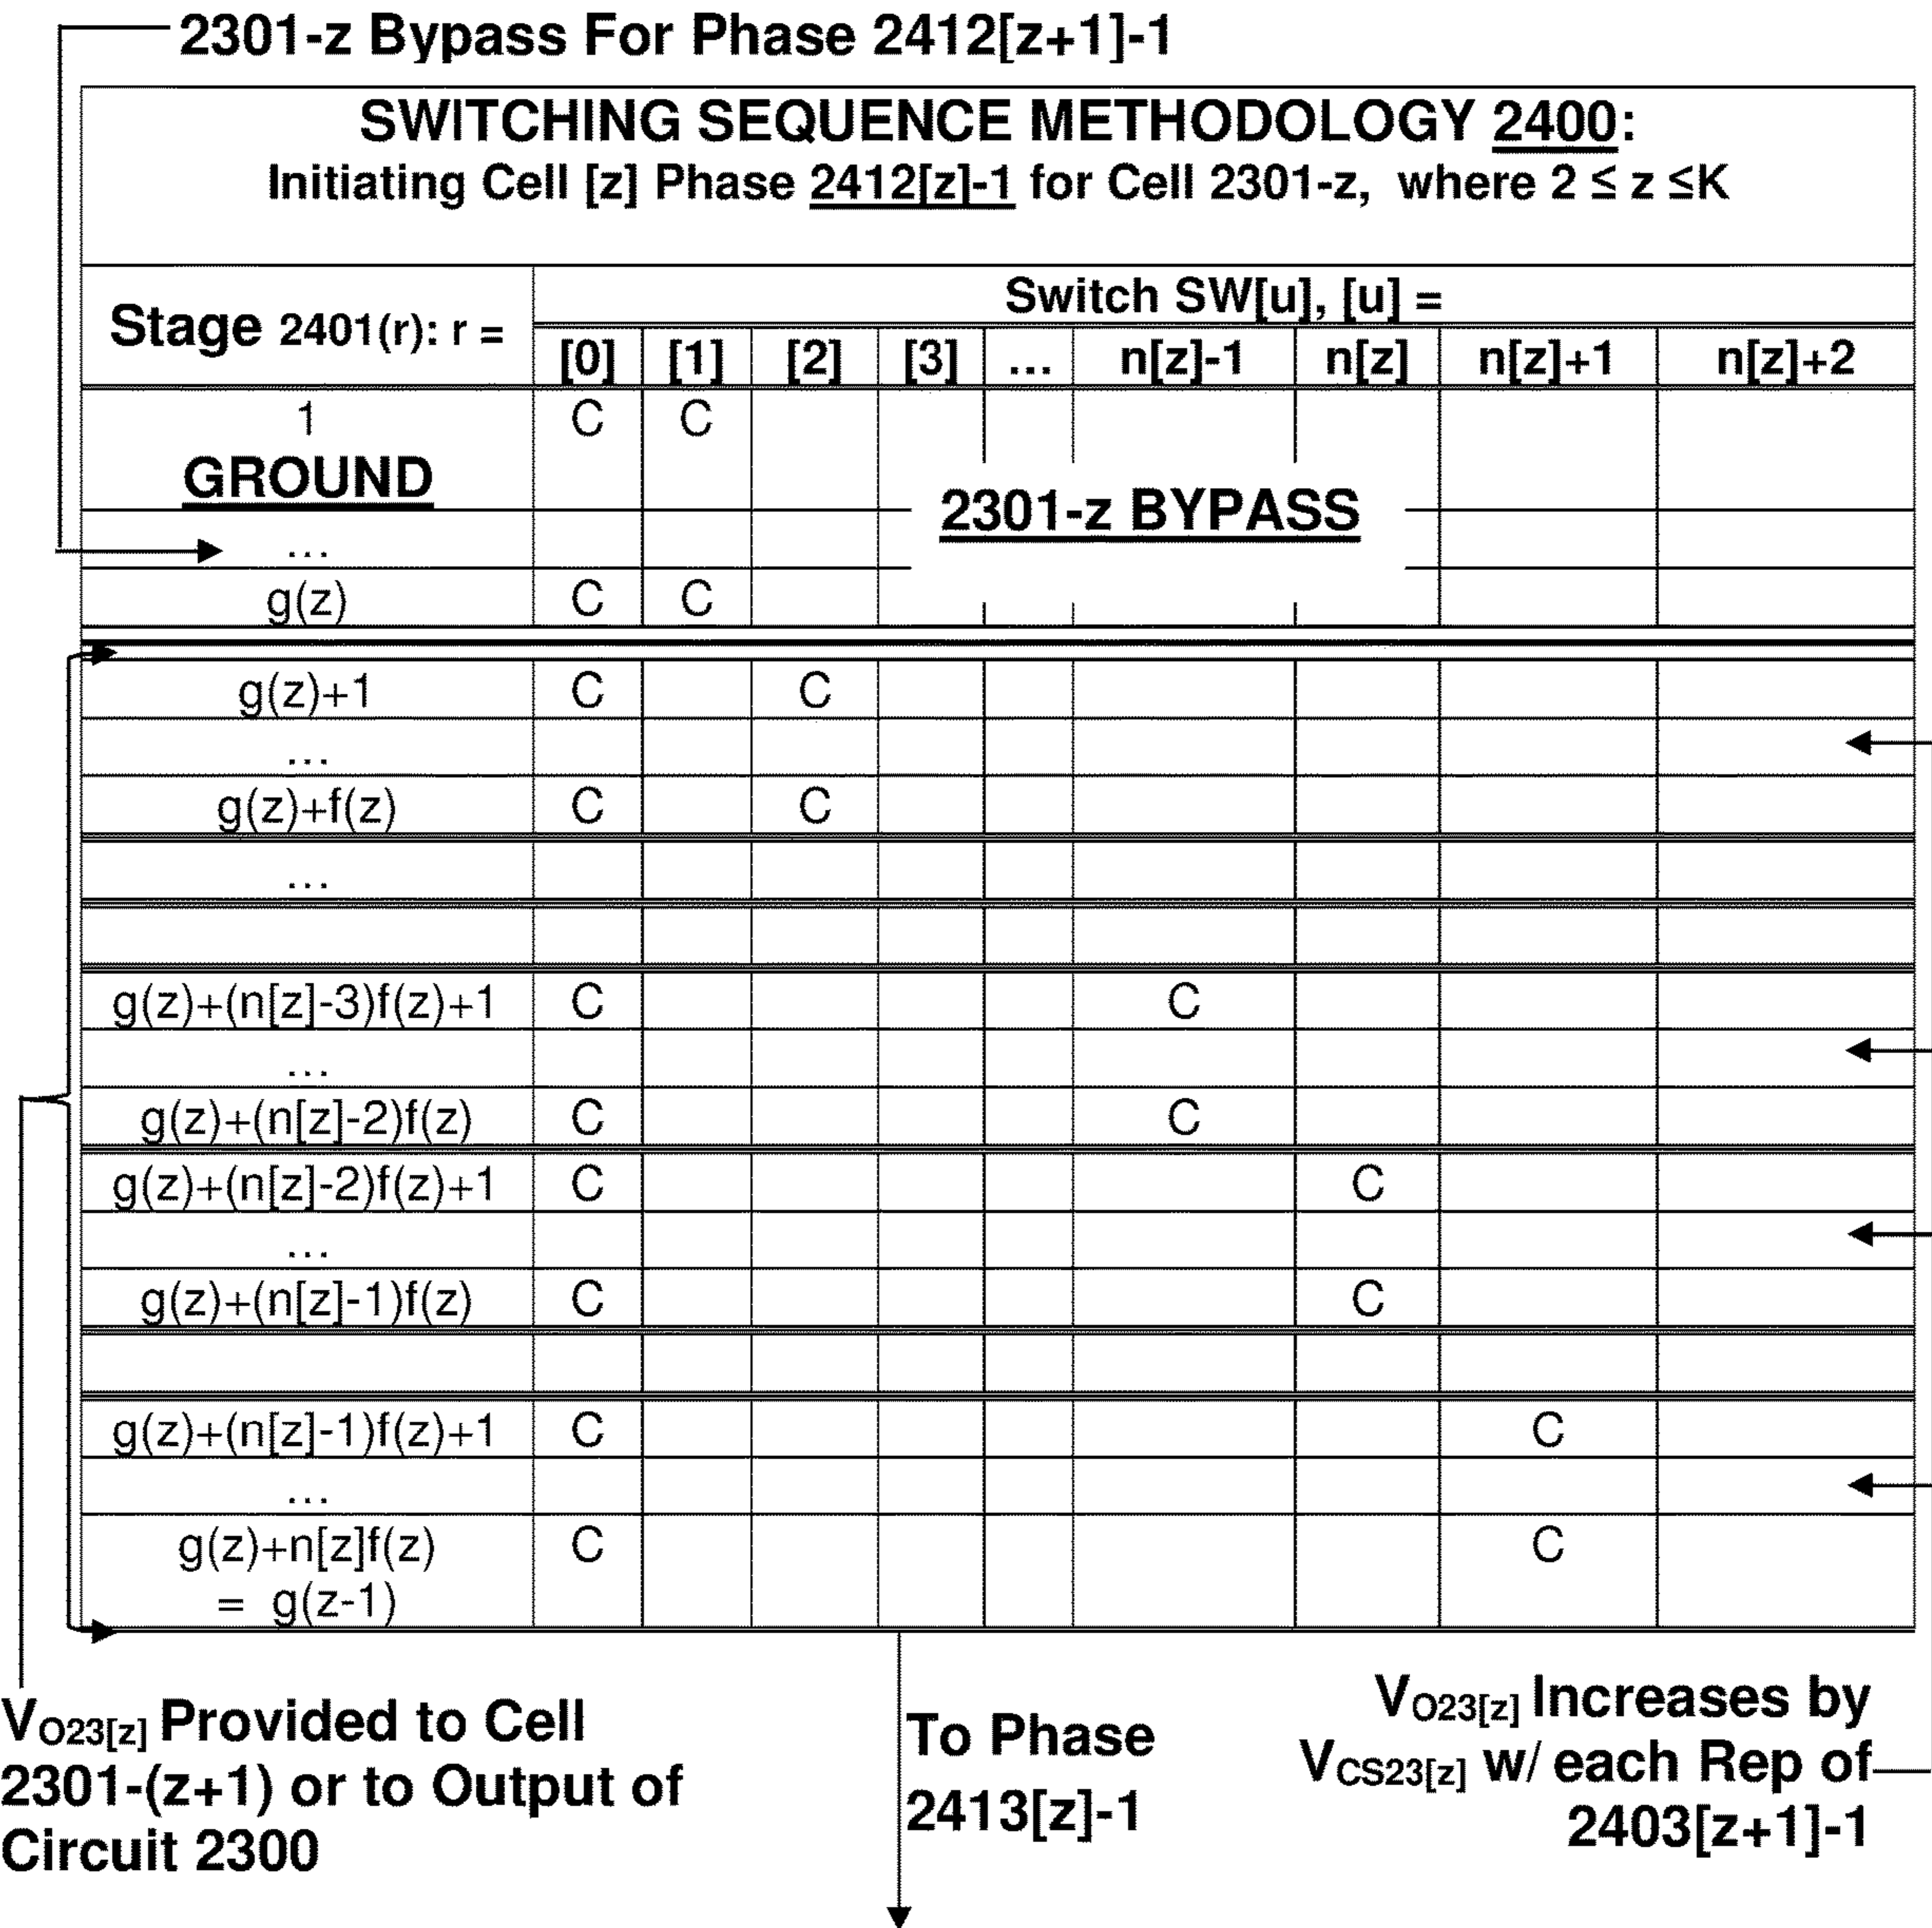 2301-z Bypass For Phase 2412[z+1]-1
SWITCHING SEQUENCE METHODOLOGY 2400:
Initiating Cell [z] Phase 2412[z]-1 for Cell 2301-z, where 2 ≤ z ≤K
Stage 2401(r): r =
Switch SW[u], [u] =
[0] [1] [2] [3] ... n[z]-1 n[z] n[z]+1 n[z]+2
1 C C
GROUND
2301-z BYPASS
...
g(z) C C
g(z)+1 C C
...
g(z)+f(z) C C
...
g(z)+(n[z]-3)f(z)+1 C C
...
g(z)+(n[z]-2)f(z) C C
g(z)+(n[z]-2)f(z)+1 C C
...
g(z)+(n[z]-1)f(z) C C
g(z)+(n[z]-1)f(z)+1 C C
...
g(z)+n[z]f(z) C C
= g(z-1)
VO23[z] Provided to Cell
2301-(z+1) or to Output of
Circuit 2300
To Phase
2413[z]-1
VO23[z] Increases by
VCS23[z] w/ each Rep of
2403[z+1]-1